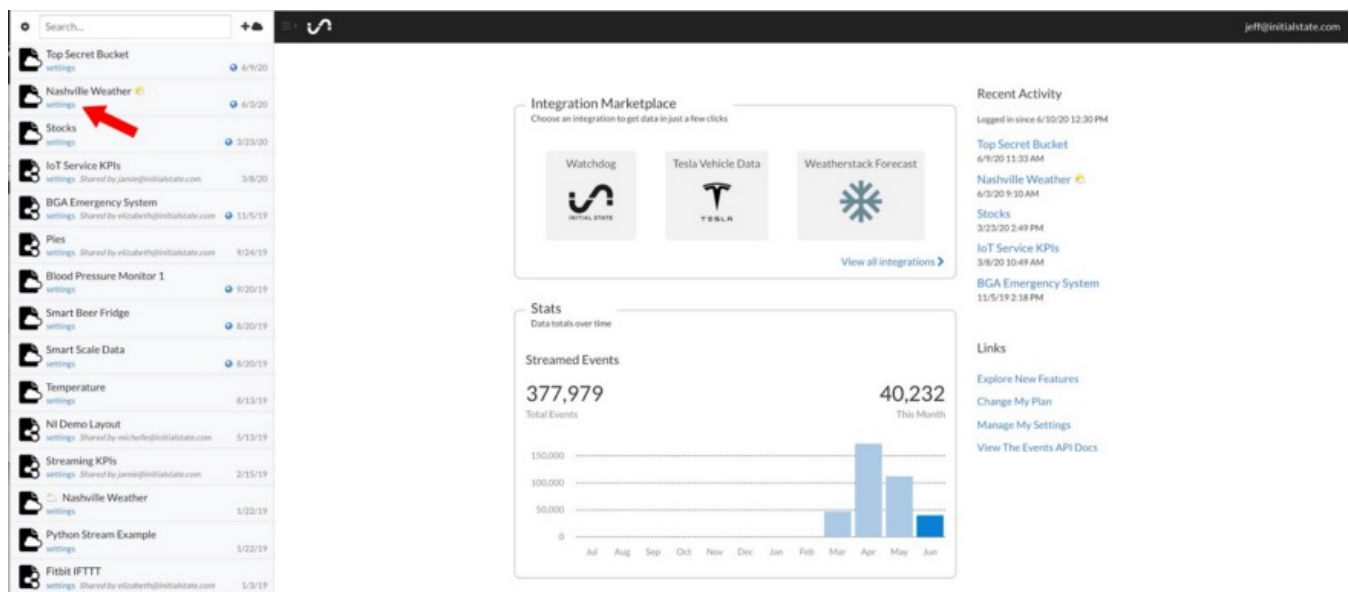 Search...
jeff@initialstate.com
Top Secret Bucket
settings 6/9/20
Nashville Weather ⛅
settings 6/3/20
Stocks
settings 3/23/20
IoT Service KPIs
settings Shared by jamie@initialstate.com 3/8/20
BGA Emergency System
settings Shared by elizabeth@initialstate.com 11/5/19
Pies
settings Shared by elizabeth@initialstate.com 9/24/19
Blood Pressure Monitor 1
settings 9/20/19
Smart Beer Fridge
settings 8/20/19
Smart Scale Data
settings 8/20/19
Temperature
settings 8/13/19
NI Demo Layout
settings Shared by michelle@initialstate.com 5/13/19
Streaming KPIs
settings Shared by jamie@initialstate.com 2/15/19
⛅ Nashville Weather
settings 1/22/19
Python Stream Example
settings 1/22/19
Fitbit IFTTT
settings Shared by elizabeth@initialstate.com 1/3/19
Integration Marketplace
Choose an integration to get data in just a few clicks
Watchdog
INITIAL STATE
Tesla Vehicle Data
TESLA
Weatherstack Forecast
View all integrations
Stats
Data totals over time
Streamed Events
377,979 40,232
Total Events This Month
150,000
100,000
50,000
0
Jul Aug Sep Oct Nov Dec Jan Feb Mar Apr May Jun
Recent Activity
Logged in since 6/10/20 12:30 PM
Top Secret Bucket
6/9/20 11:33 AM
Nashville Weather ⛅
6/3/20 9:10 AM
Stocks
3/23/20 2:49 PM
IoT Service KPIs
3/8/20 10:49 AM
BGA Emergency System
11/5/19 2:18 PM
Links
Explore New Features
Change My Plan
Manage My Settings
View The Events API Docs